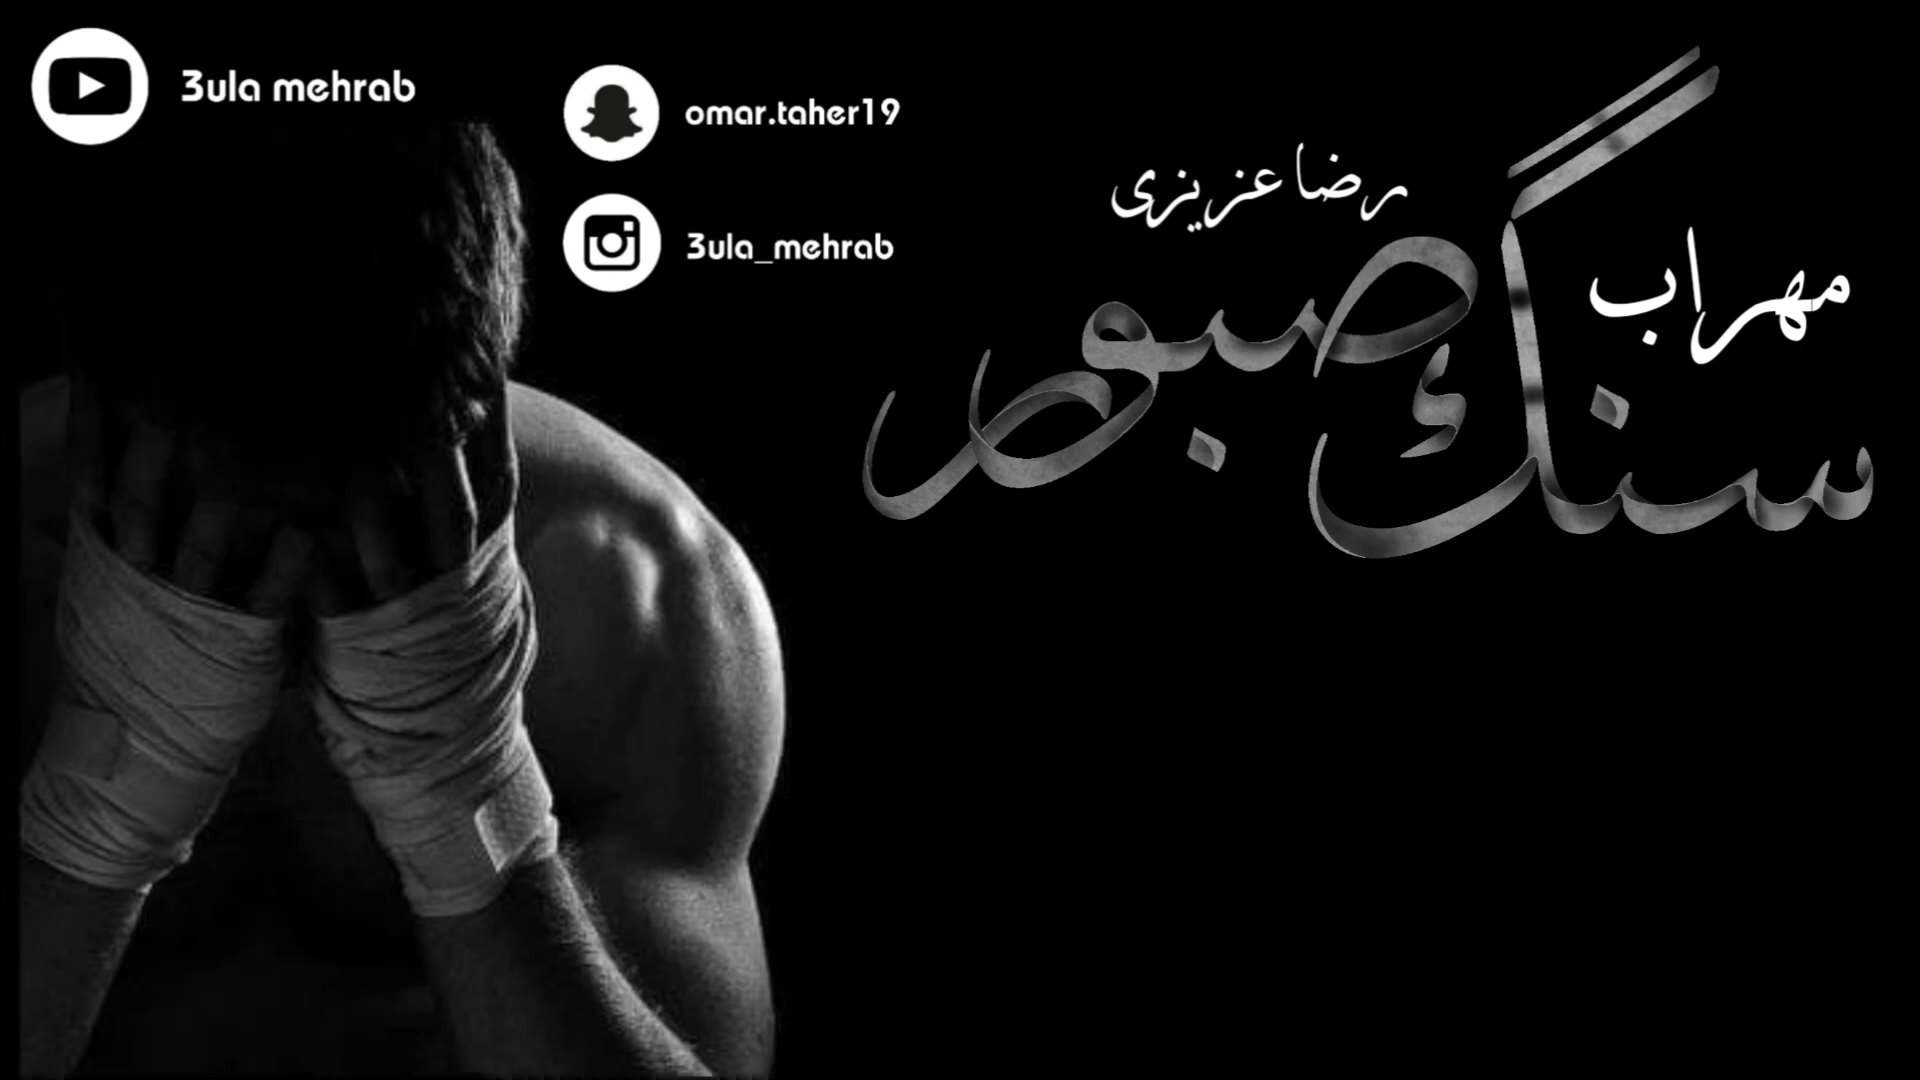 3ula mehrab
omar.taher19
3ula_mehrab
رضا عزیزی
مهراب
سنگ صبور